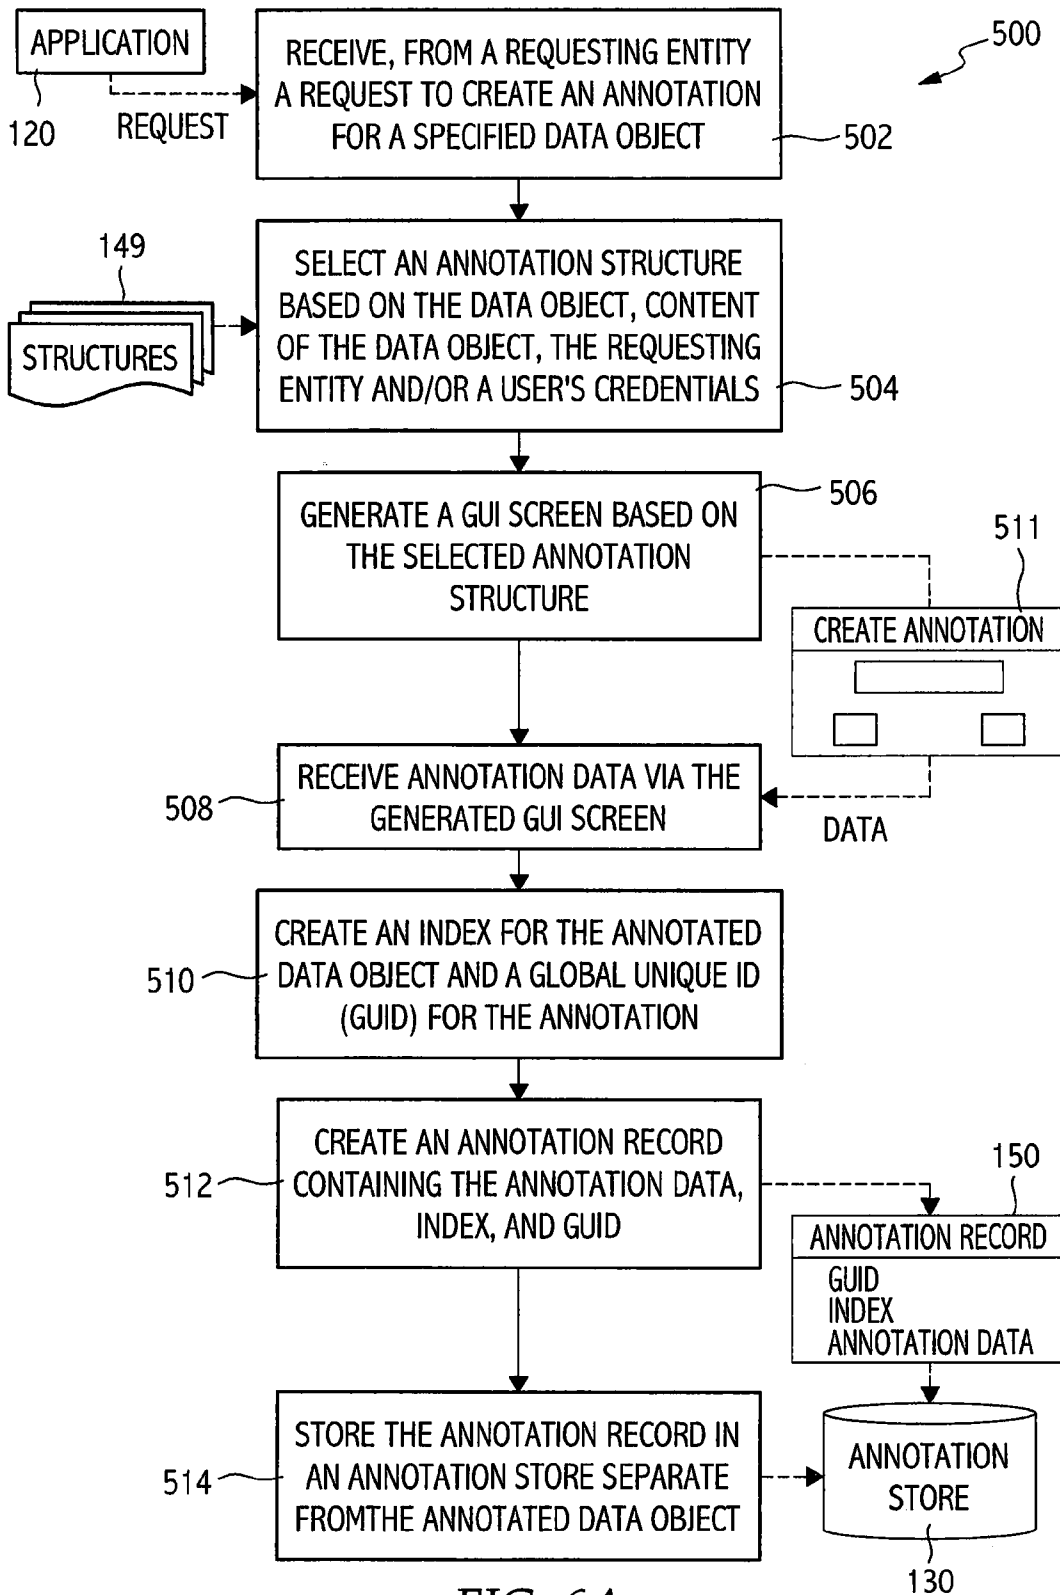 APPLICATION
120
REQUEST
RECEIVE, FROM A REQUESTING ENTITY
A REQUEST TO CREATE AN ANNOTATION
FOR A SPECIFIED DATA OBJECT
500
502
149
STRUCTURES
SELECT AN ANNOTATION STRUCTURE
BASED ON THE DATA OBJECT, CONTENT
OF THE DATA OBJECT, THE REQUESTING
ENTITY AND/OR A USER'S CREDENTIALS
504
GENERATE A GUI SCREEN BASED ON
THE SELECTED ANNOTATION
STRUCTURE
506
511
CREATE ANNOTATION
508
RECEIVE ANNOTATION DATA VIA THE
GENERATED GUI SCREEN
DATA
510
CREATE AN INDEX FOR THE ANNOTATED
DATA OBJECT AND A GLOBAL UNIQUE ID
(GUID) FOR THE ANNOTATION
512
CREATE AN ANNOTATION RECORD
CONTAINING THE ANNOTATION DATA,
INDEX, AND GUID
150
ANNOTATION RECORD
GUID
INDEX
ANNOTATION DATA
514
STORE THE ANNOTATION RECORD IN
AN ANNOTATION STORE SEPARATE
FROMTHE ANNOTATED DATA OBJECT
ANNOTATION
STORE
130
FIG. 6A